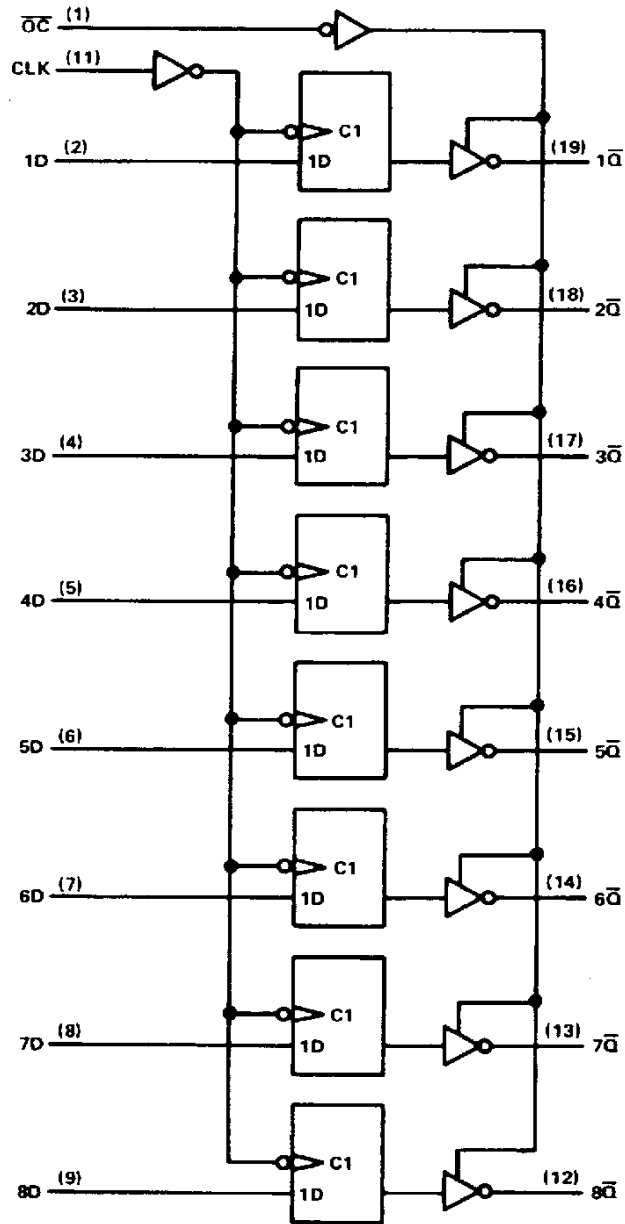 O̅C̅ (1)
CLK (11)
C1
1D (2) 1D (19) 1Q̅
C1
2D (3) 1D (18) 2Q̅
C1
3D (4) 1D (17) 3Q̅
C1
4D (5) 1D (16) 4Q̅
C1
5D (6) 1D (15) 5Q̅
C1
6D (7) 1D (14) 6Q̅
C1
7D (8) 1D (13) 7Q̅
C1
8D (9) 1D (12) 8Q̅